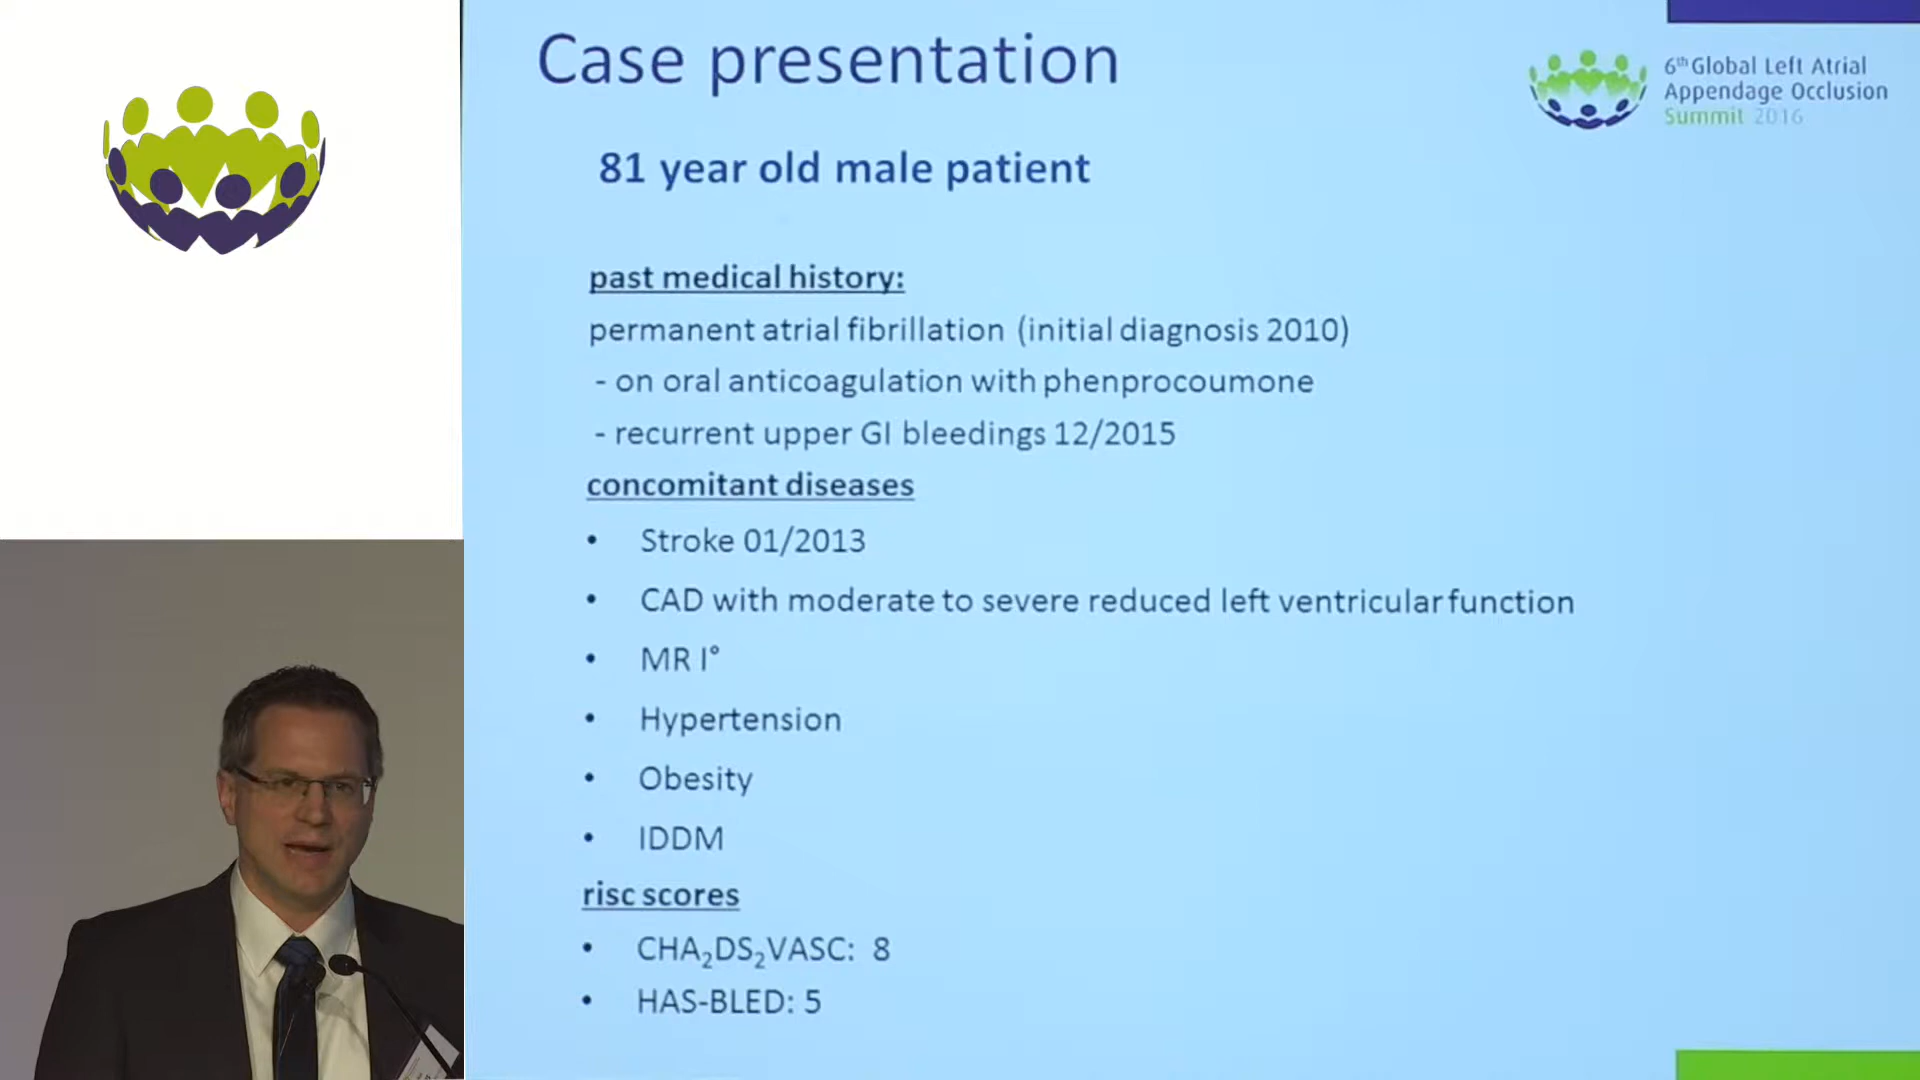 Case presentation
6th Global Left Atrial
Appendage Occlusion
Summit 2016
81 year old male patient
past medical history:
permanent atrial fibrillation (initial diagnosis 2010)
- on oral anticoagulation with phenprocoumone
- recurrent upper GI bleedings 12/2015
concomitant diseases
• Stroke 01/2013
• CAD with moderate to severe reduced left ventricular function
• MR I°
• Hypertension
• Obesity
• IDDM
risc scores
• CHA₂DS₂VASC: 8
• HAS-BLED: 5